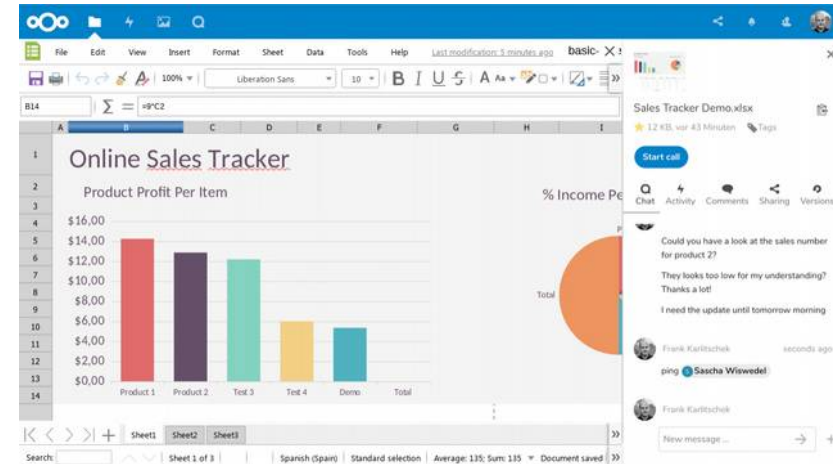 File Edit View Insert Format Sheet Data Tools Help Last modification: 5 minutes ago basic-
100% Liberation Sans 10 B I U S A Aa
B14 Σ = =9*C2
A B C D E F G H I
1 Online Sales Tracker
2 Product Profit Per Item
3 % Income Pe
4 $16,00
5 $14,00
6 $12,00
7 $10,00 Total
8 $8,00
9 $6,00
10
11 $4,00
12 $2,00
13 $0,00
14 Product 1 Product 2 Test 3 Test 4 Demo Total
Sheet1 Sheet2 Sheet3
Search: Sheet 1 of 3 Spanish (Spain) Standard selection Average: 135; Sum: 135 Document saved
Sales Tracker Demo.xlsx
12 KB, vor 43 Minuten Tags
Start call
Chat Activity Comments Sharing Versions
Could you have a look at the sales number
for product 2?
They looks too low for my understanding?
Thanks a lot!
I need the update until tomorrow morning
Frank Karlitschek seconds ago
ping Sascha Wiswedel
Frank Karlitschek
New message ...